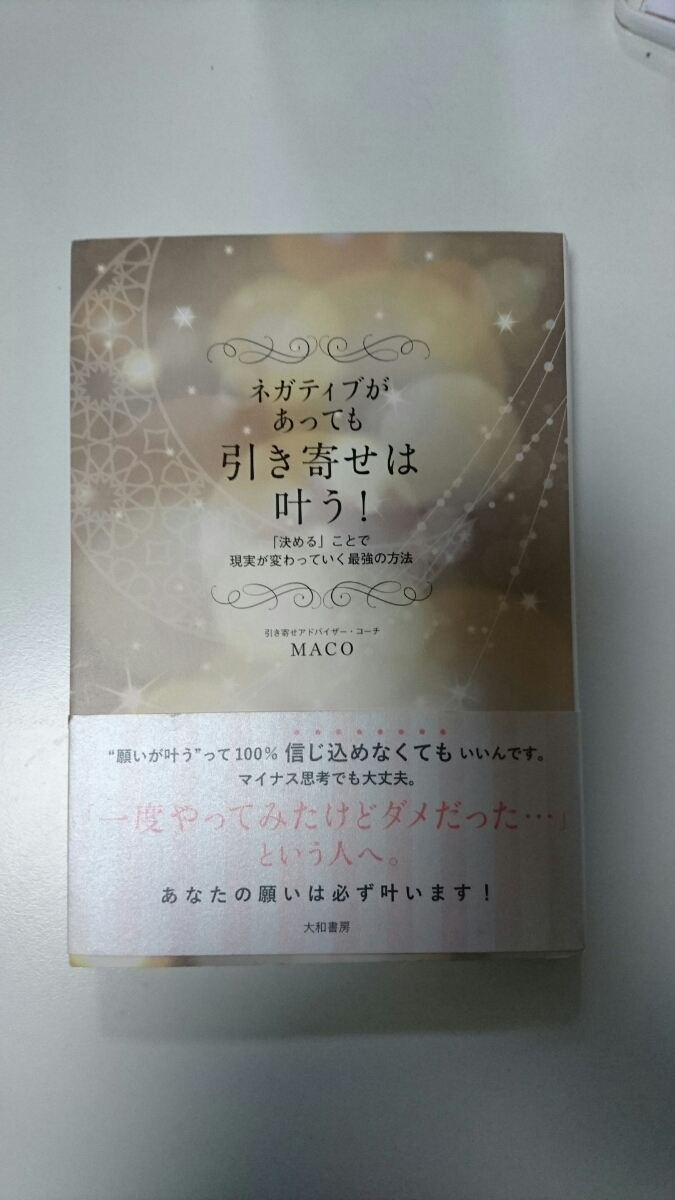 ネガティブが
あっても
引き寄せは
叶う！
「決める」ことで
現実が変わっていく最強の方法
引き寄せアドバイザー・コーチ
MACO
“願いが叶う”って100％ 信じ込めなくても いいんです。
マイナス思考でも大丈夫。
「一度やってみたけどダメだった…」
という人へ。
あなたの願いは必ず叶います！
大和書房